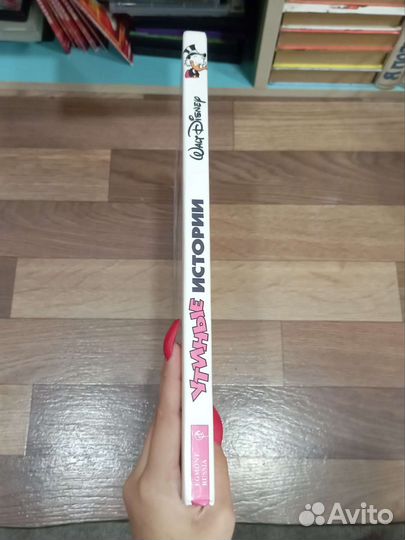 Walt Disney
УТИНЫЕ ИСТОРИИ
EGMONT
RUSSIA
Avito